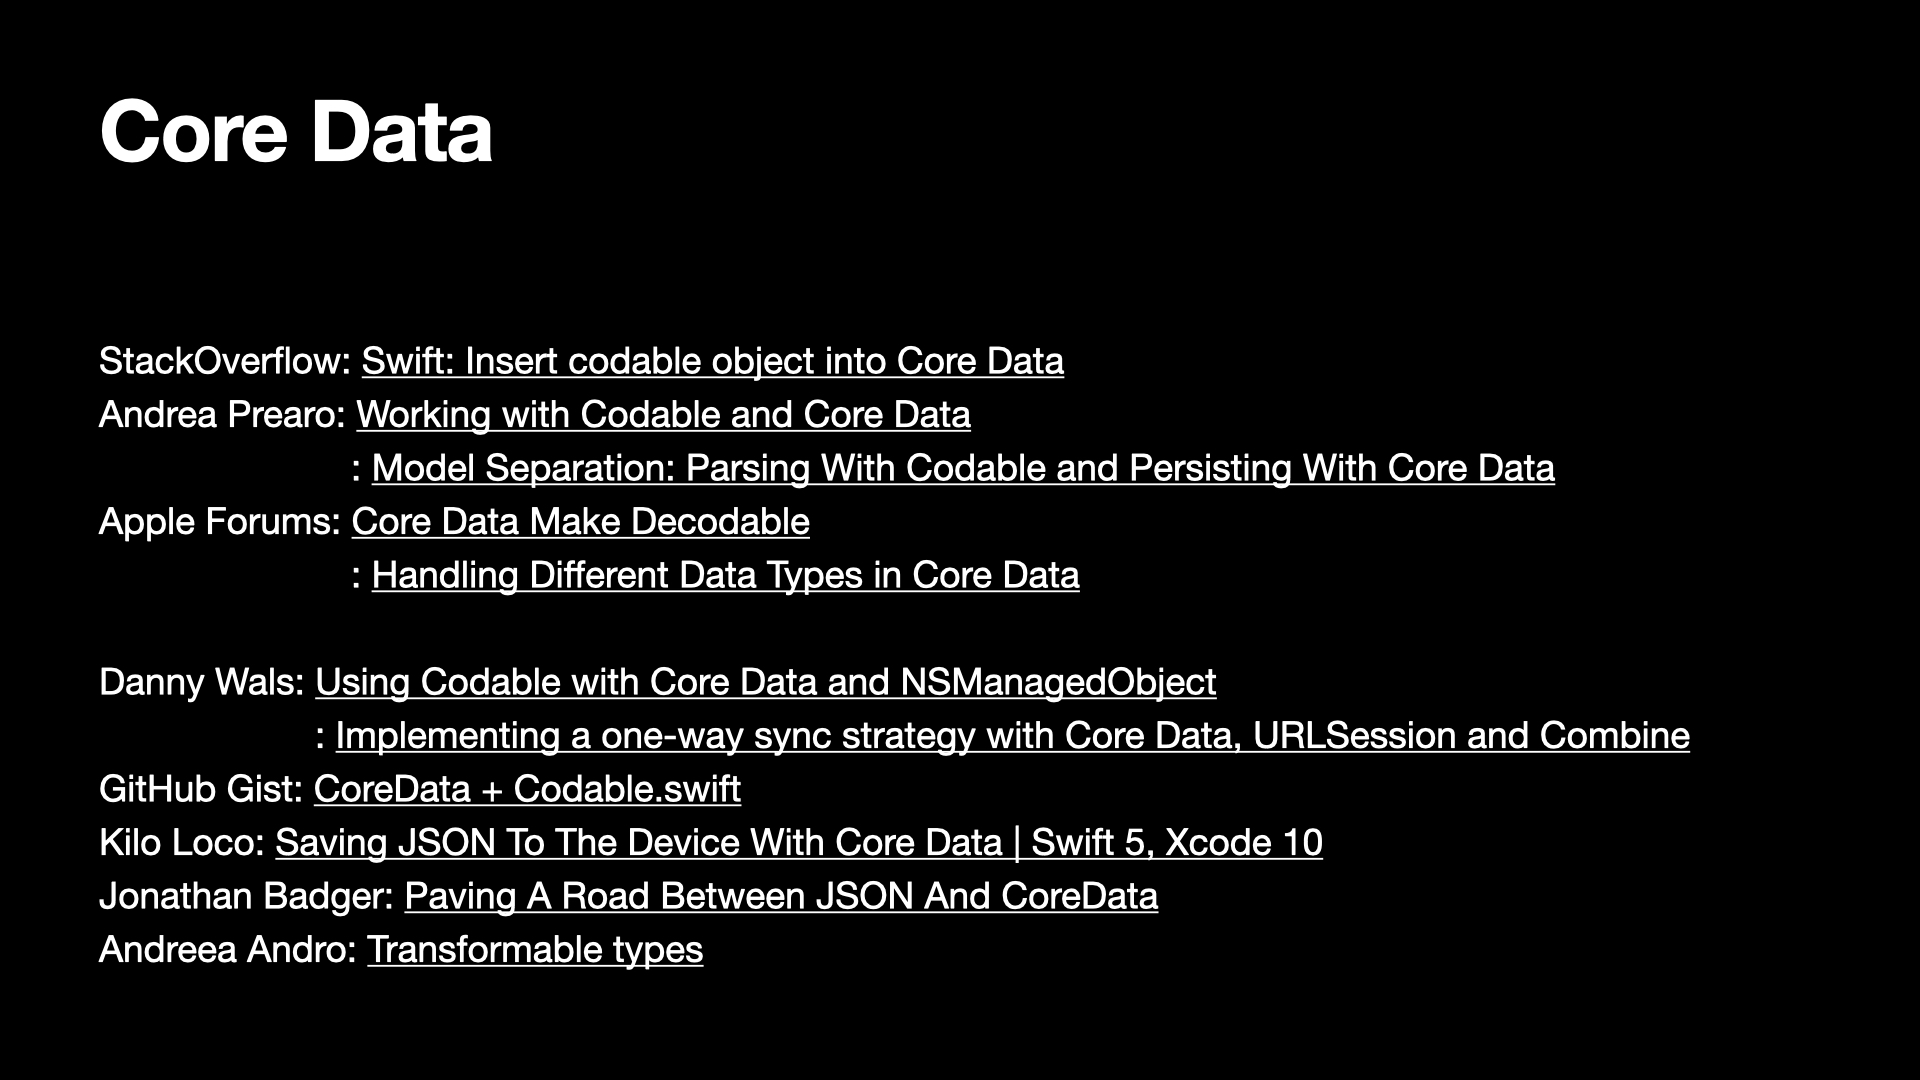 Core Data
StackOverflow: Swift: Insert codable object into Core Data
Andrea Prearo: Working with Codable and Core Data
: Model Separation: Parsing With Codable and Persisting With Core Data
Apple Forums: Core Data Make Decodable
: Handling Different Data Types in Core Data
Danny Wals: Using Codable with Core Data and NSManagedObject
: Implementing a one-way sync strategy with Core Data, URLSession and Combine
GitHub Gist: CoreData + Codable.swift
Kilo Loco: Saving JSON To The Device With Core Data | Swift 5, Xcode 10
Jonathan Badger: Paving A Road Between JSON And CoreData
Andreea Andro: Transformable types